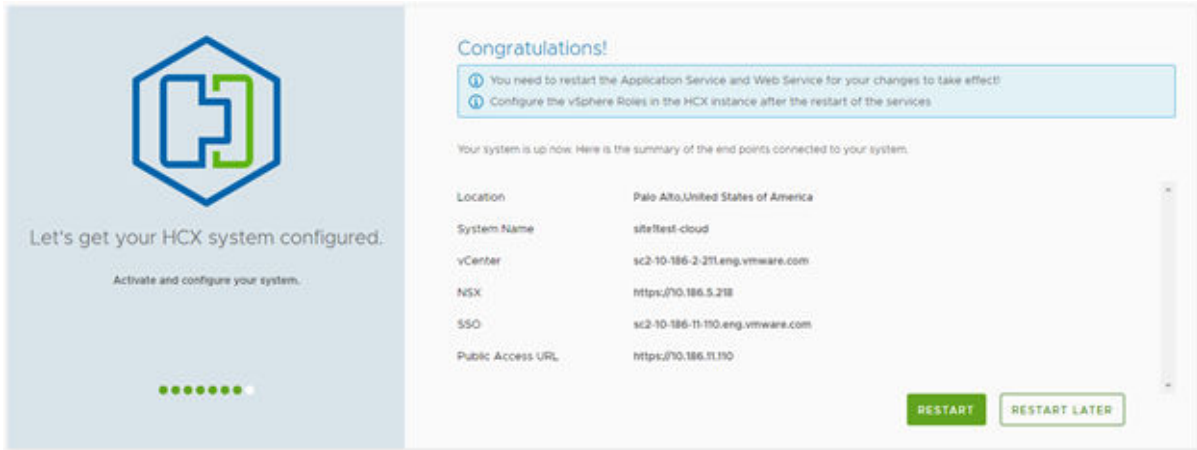 Let's get your HCX system configured.
Activate and configure your system.
Congratulations!
You need to restart the Application Service and Web Service for your changes to take effect!
Configure the vSphere Roles in the HCX instance after the restart of the services
Your system is up now. Here is the summary of the end points connected to your system.
Location Palo Alto,United States of America
System Name site1test-cloud
vCenter sc2-10-186-2-211.eng.vmware.com
NSX https://10.186.5.218
SSO sc2-10-186-11-110.eng.vmware.com
Public Access URL https://10.186.11.110
RESTART RESTART LATER